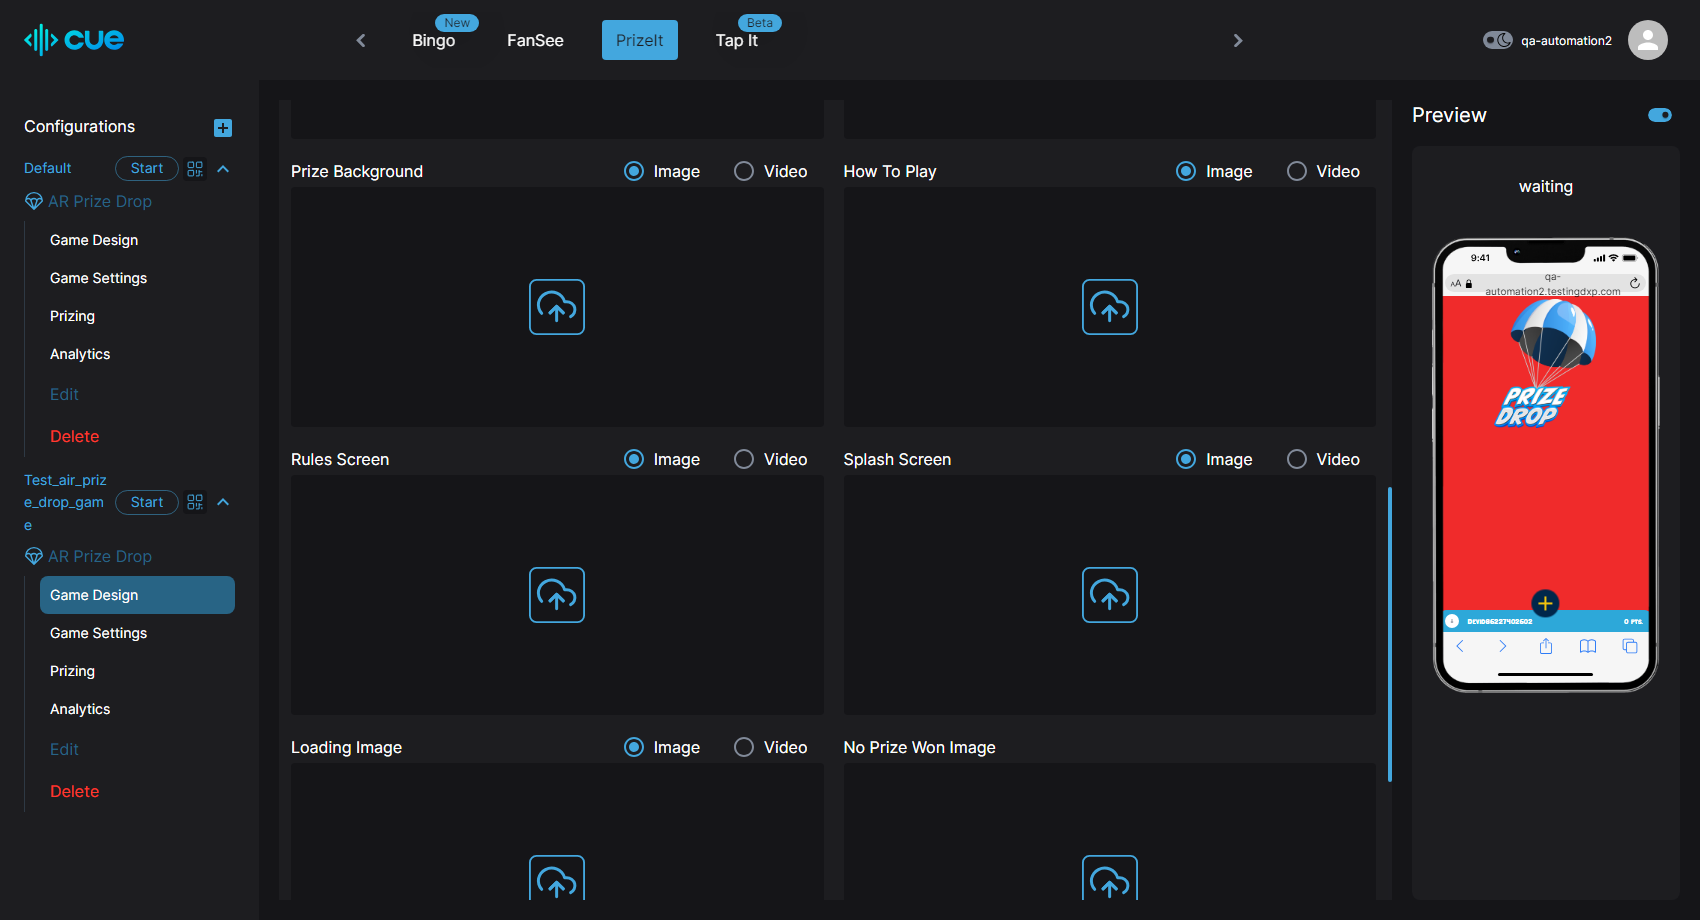 cue
Bingo
New
FanSee
PrizeIt
Tap It
Beta
qa-automation2
Configurations
Default
Start
AR Prize Drop
Game Design
Game Settings
Prizing
Analytics
Edit
Delete
Test_air_priz
e_drop_gam
e
Start
AR Prize Drop
Game Design
Game Settings
Prizing
Analytics
Edit
Delete
Prize Background
Image
Video
How To Play
Image
Video
Rules Screen
Image
Video
Splash Screen
Image
Video
Loading Image
Image
Video
No Prize Won Image
Preview
waiting
9:41
AA
qa-
automation2.testingdxp.com
PRIZE
DROP
0 PTS.